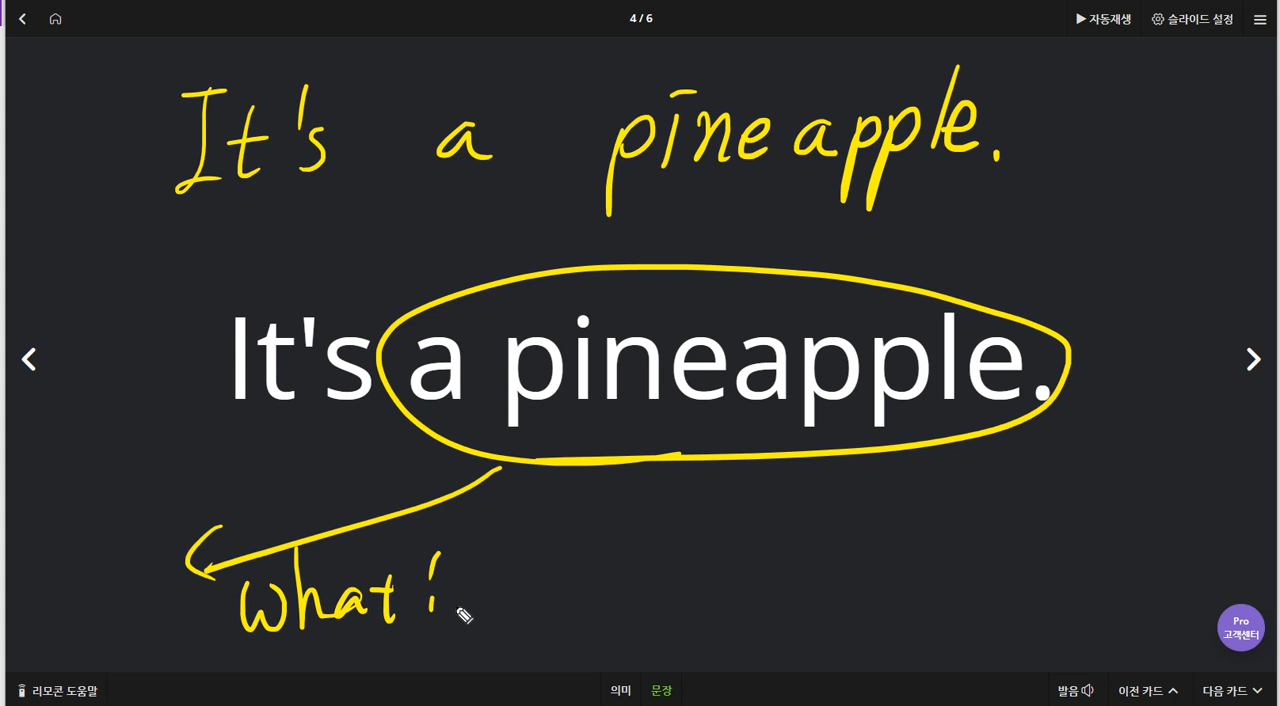 4 / 6
자동재생
슬라이드 설정
It's a pineapple.
It's a pineapple.
what i
Pro
고객센터
리모콘 도움말
의미
문장
발음
이전 카드
다음 카드